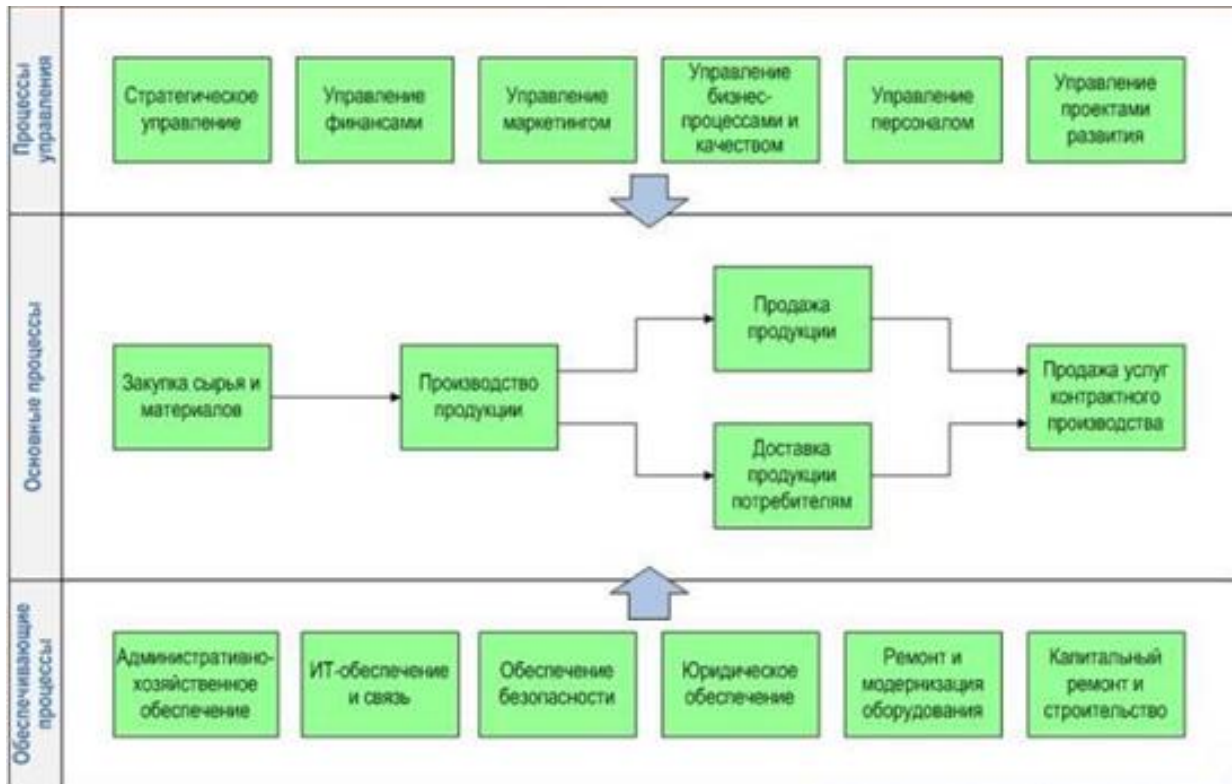 Процессы
управления
Стратегическое
управление
Управление
финансами
Управление
маркетингом
Управление
бизнес-
процессами и
качеством
Управление
персоналом
Управление
проектами
развития
Основные процессы
Закупка сырья и
материалов
Производство
продукции
Продажа
продукции
Доставка
продукции
потребителям
Продажа услуг
контрактного
производства
Обеспечивающие
процессы
Административно-
хозяйственное
обеспечение
ИТ-обеспечение
и связь
Обеспечение
безопасности
Юридическое
обеспечение
Ремонт и
модернизация
оборудования
Капитальный
ремонт и
строительство